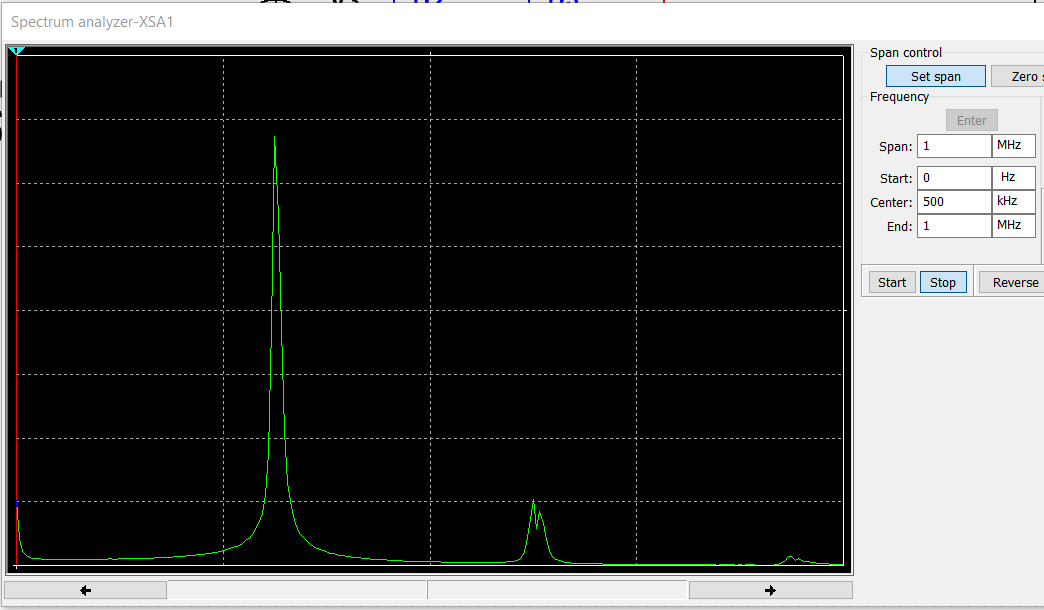 Spectrum analyzer-XSA1
Span control
Set span
Zero
Frequency
Enter
Span: 1 MHz
Start: 0 Hz
Center: 500 kHz
End: 1 MHz
Start Stop Reverse